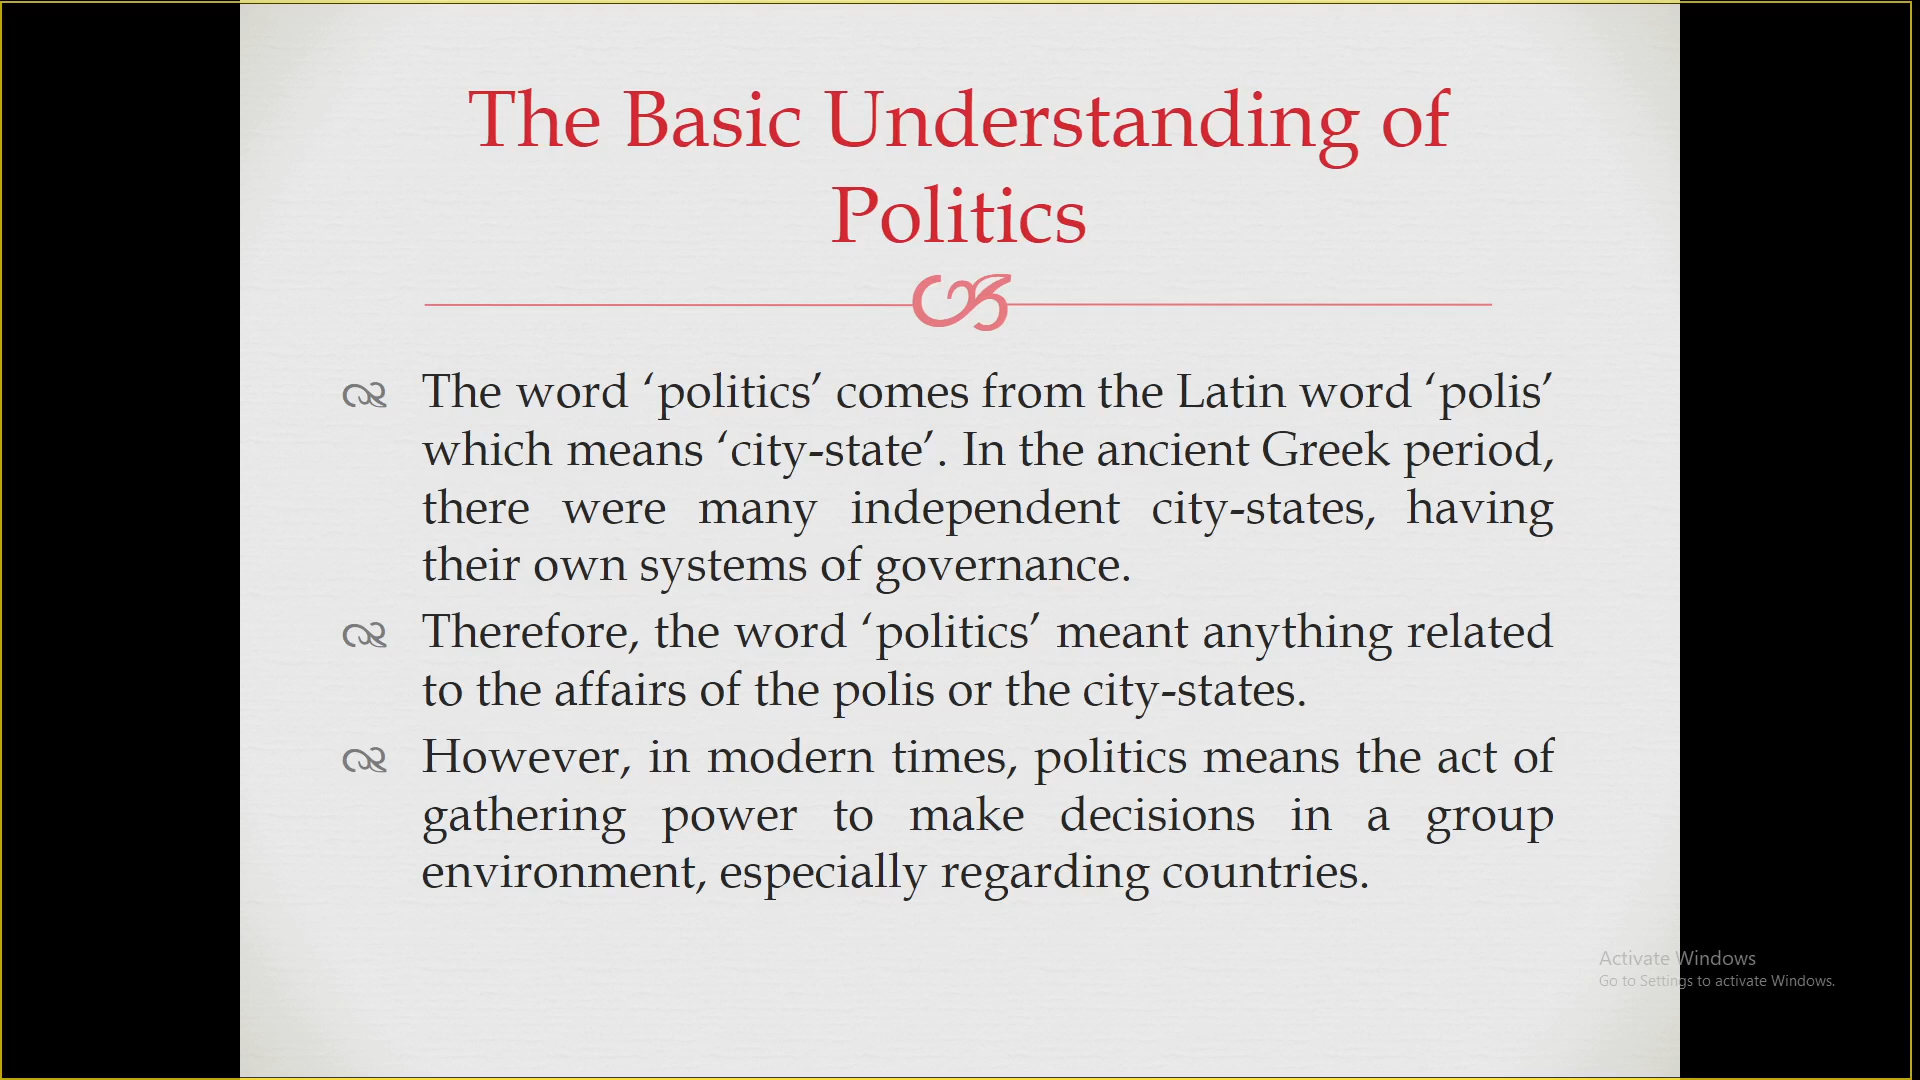 The Basic Understanding of
Politics
The word ‘politics’ comes from the Latin word ‘polis’
which means ‘city-state’. In the ancient Greek period,
there were many independent city-states, having
their own systems of governance.
Therefore, the word ‘politics’ meant anything related
to the affairs of the polis or the city-states.
However, in modern times, politics means the act of
gathering power to make decisions in a group
environment, especially regarding countries.
Activate Windows
Go to Settings to activate Windows.